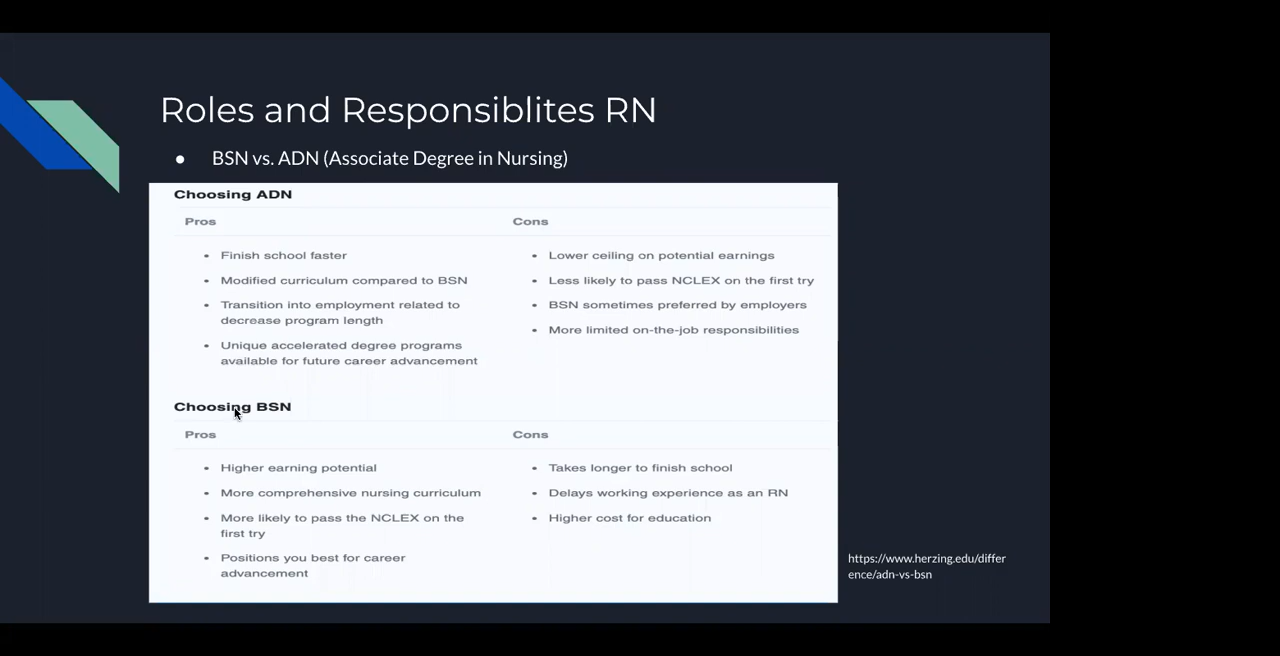 Roles and Responsiblites RN
● BSN vs. ADN (Associate Degree in Nursing)
Choosing ADN
Pros Cons
• Finish school faster
• Modified curriculum compared to BSN
• Transition into employment related to
decrease program length
• Unique accelerated degree programs
available for future career advancement
• Lower ceiling on potential earnings
• Less likely to pass NCLEX on the first try
• BSN sometimes preferred by employers
• More limited on-the-job responsibilities
Choosing BSN
Pros Cons
• Higher earning potential
• More comprehensive nursing curriculum
• More likely to pass the NCLEX on the
first try
• Positions you best for career
advancement
• Takes longer to finish school
• Delays working experience as an RN
• Higher cost for education
https://www.herzing.edu/differ
ence/adn-vs-bsn